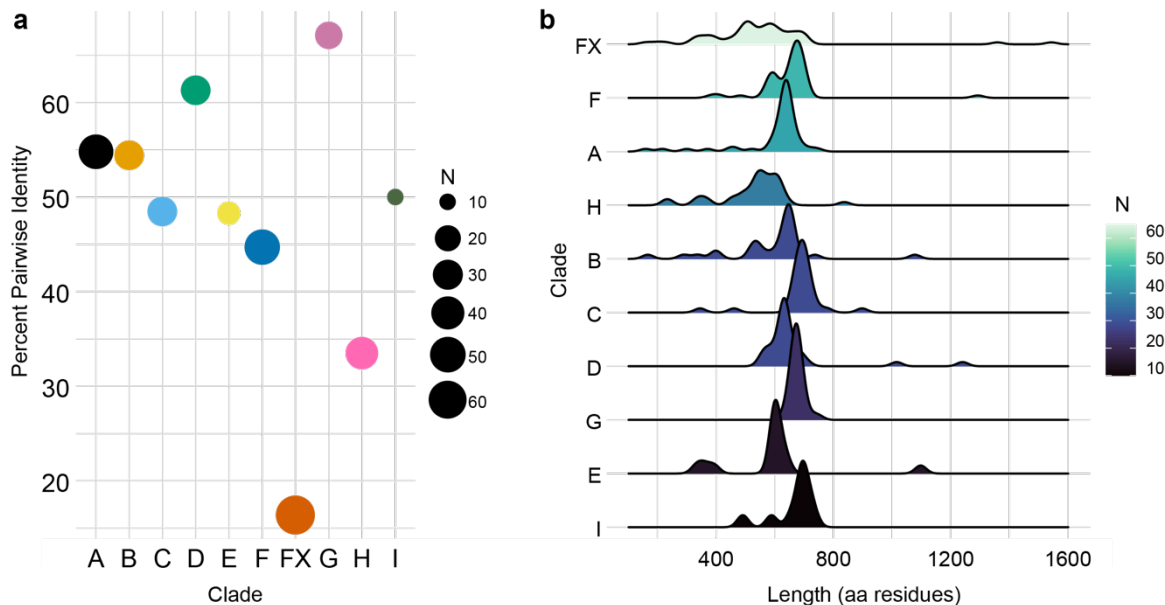 a
Percent Pairwise Identity
60
50
40
30
20
A B C D E F FX G H I
Clade
N
10
20
30
40
50
60
b
Clade
FX
F
A
H
B
C
D
G
E
I
400 800 1200 1600
Length (aa residues)
N
60
50
40
30
20
10